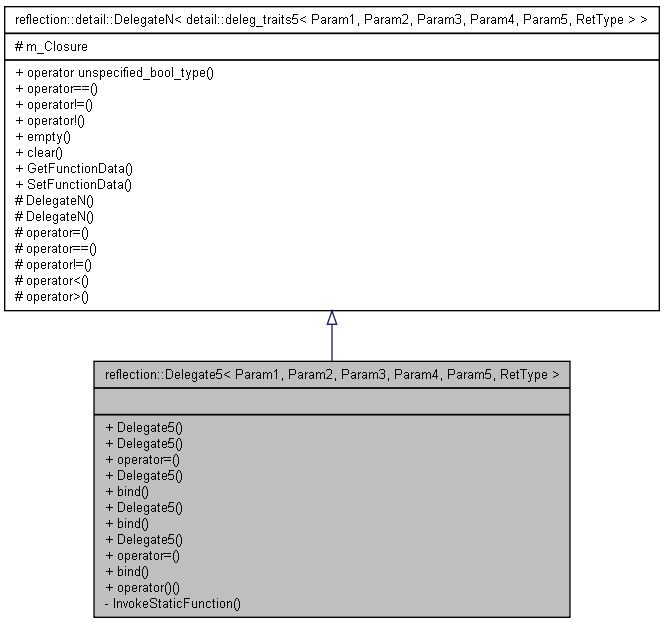 reflection::detail::DelegateN< detail::deleg_traits5< Param1, Param2, Param3, Param4, Param5, RetType > >
# m_Closure
+ operator unspecified_bool_type()
+ operator==()
+ operator!=()
+ operator!()
+ empty()
+ clear()
+ GetFunctionData()
+ SetFunctionData()
# DelegateN()
# DelegateN()
# operator=()
# operator==()
# operator!=()
# operator<()
# operator>()
reflection::Delegate5< Param1, Param2, Param3, Param4, Param5, RetType >
+ Delegate5()
+ Delegate5()
+ operator=()
+ Delegate5()
+ bind()
+ Delegate5()
+ bind()
+ Delegate5()
+ operator=()
+ bind()
+ operator()()
- InvokeStaticFunction()